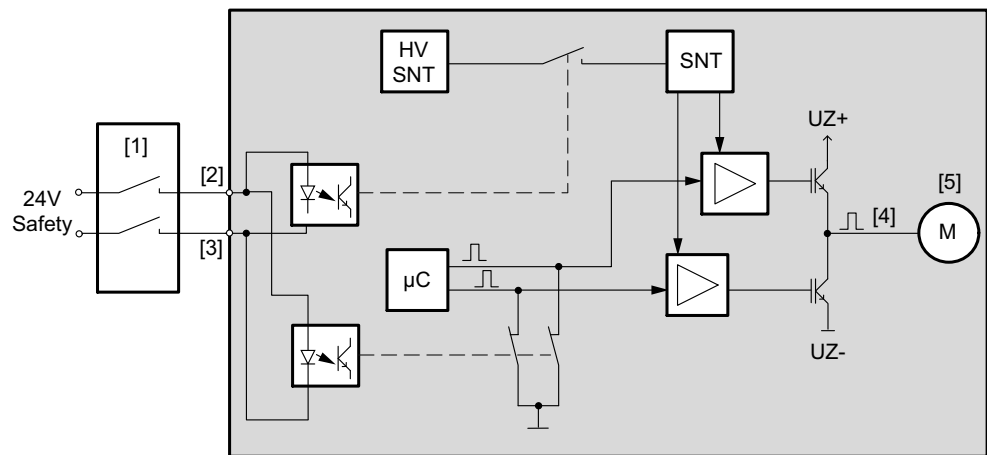 HV
SNT
SNT
UZ+
[1]
[2]
24V
Safety
[3]
[4]
[5]
M
µC
UZ-